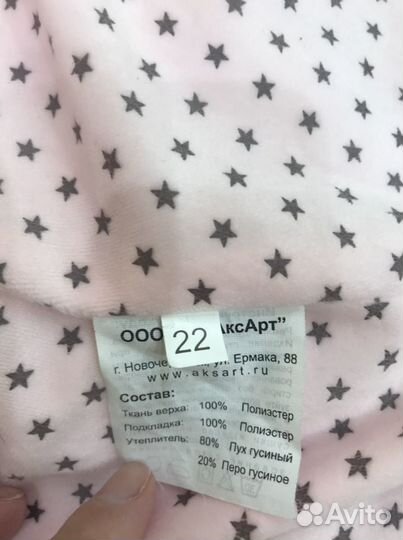 ООО АксАрт"
22
г. Новоче ул. Ермака, 88
www.aksart.ru
Состав:
Ткань верха: 100% Полиэстер
Подкладка: 100% Полиэстер
Утеплитель: 80% Пух гусиный
20% Перо гусиное
Avito